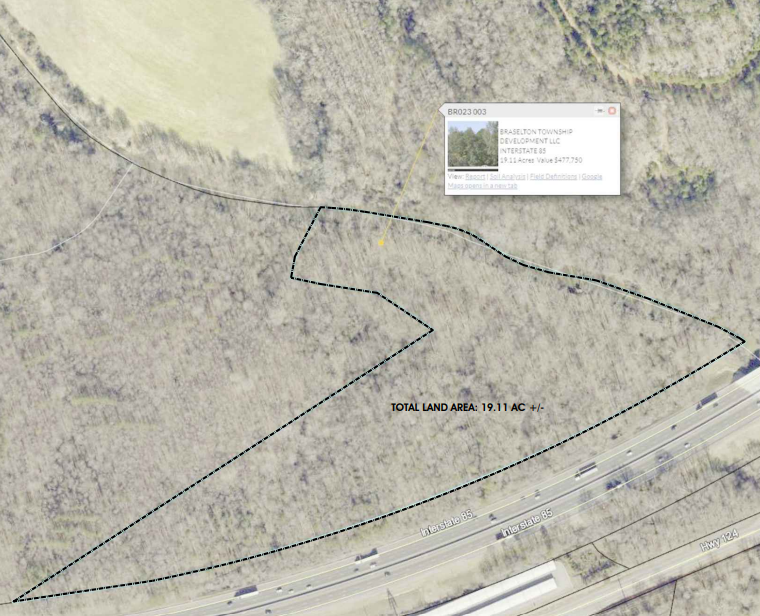 BR023 003
BRASELTON TOWNSHIP
DEVELOPMENT LLC
INTERSTATE 85
19.11 Acres Value $477,750
View: Report | Soil Analysis | Field Definitions | Google
Maps opens in a new tab
TOTAL LAND AREA: 19.11 AC +/-
Interstate 85
Interstate 85
Hwy 124